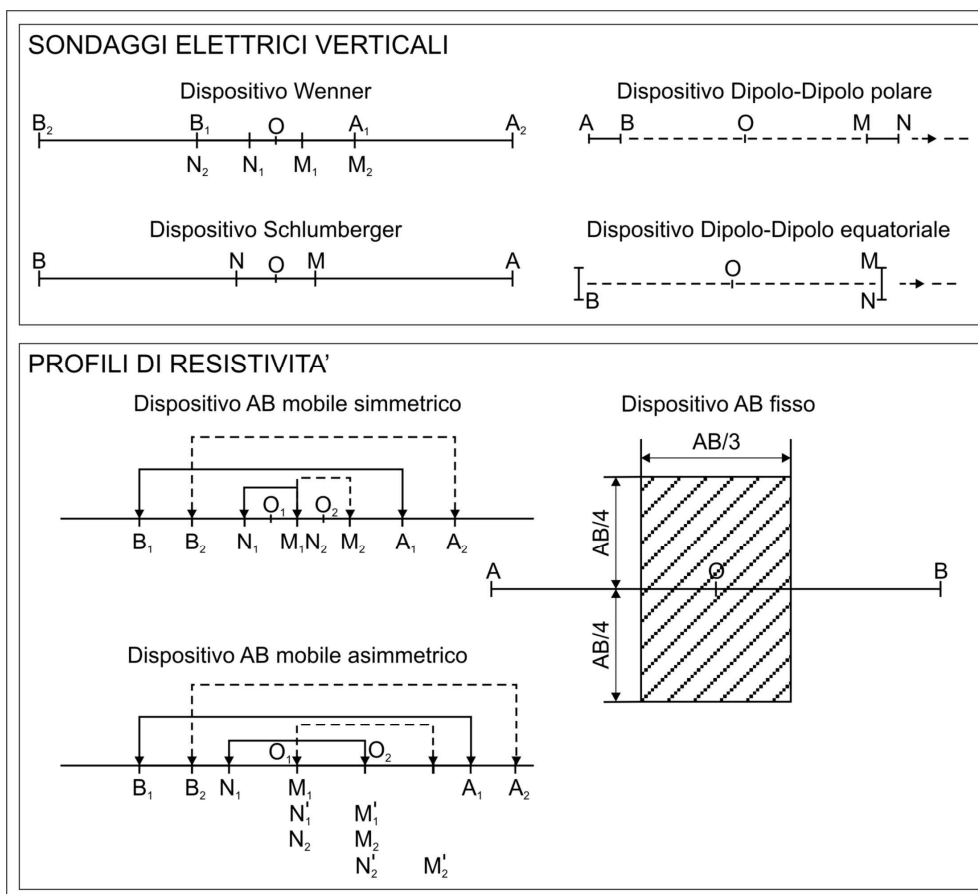 SONDAGGI ELETTRICI VERTICALI
Dispositivo Wenner
B₂ B₁ O A₁ A₂
N₂ N₁ M₁ M₂
Dispositivo Dipolo-Dipolo polare
A B O M N
Dispositivo Schlumberger
B N O M A
Dispositivo Dipolo-Dipolo equatoriale
O M
B N
PROFILI DI RESISTIVITA'
Dispositivo AB mobile simmetrico
O₁ O₂
B₁ B₂ N₁ M₁ N₂ M₂ A₁ A₂
Dispositivo AB fisso
AB/3
AB/4
A O B
AB/4
Dispositivo AB mobile asimmetrico
O₁ O₂
B₁ B₂ N₁ M₁ A₁ A₂
N'₁ M'₁
N₂ M₂
N'₂ M'₂